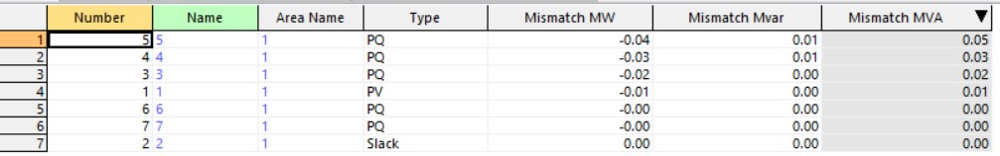 Number Name Area Name Type Mismatch MW Mismatch Mvar Mismatch MVA ▼
1 5 5 1 PQ -0.04 0.01 0.05
2 4 4 1 PQ -0.03 0.01 0.03
3 3 3 1 PQ -0.02 0.00 0.02
4 1 1 1 PV -0.01 0.00 0.01
5 6 6 1 PQ -0.00 0.00 0.00
6 7 7 1 PQ -0.00 0.00 0.00
7 2 2 1 Slack 0.00 0.00 0.00